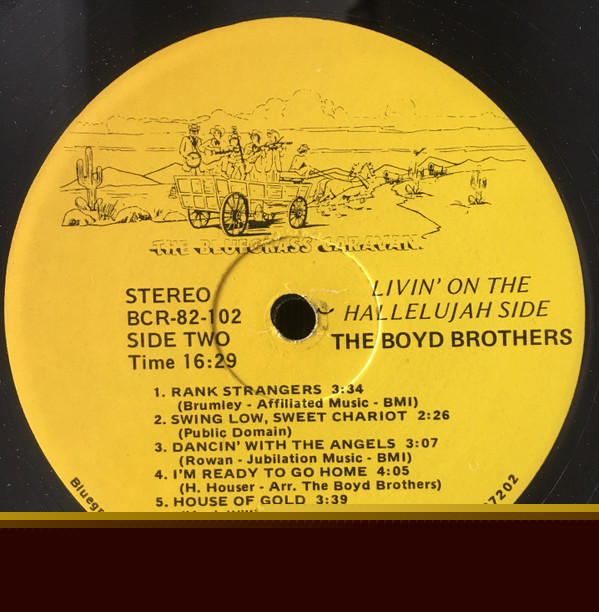 THE BLUEGRASS CARAVAN.
STEREO
BCR-82-102
SIDE TWO
Time 16:29
LIVIN' ON THE
HALLELUJAH SIDE
THE BOYD BROTHERS
1. RANK STRANGERS 3:34
(Brumley - Affiliated Music - BMI)
2. SWING LOW, SWEET CHARIOT 2:26
(Public Domain)
3. DANCIN' WITH THE ANGELS 3:07
(Rowan - Jubilation Music - BMI)
4. I'M READY TO GO HOME 4:05
(H. Houser - Arr. The Boyd Brothers)
5. HOUSE OF GOLD 3:39
Bluegr
7202